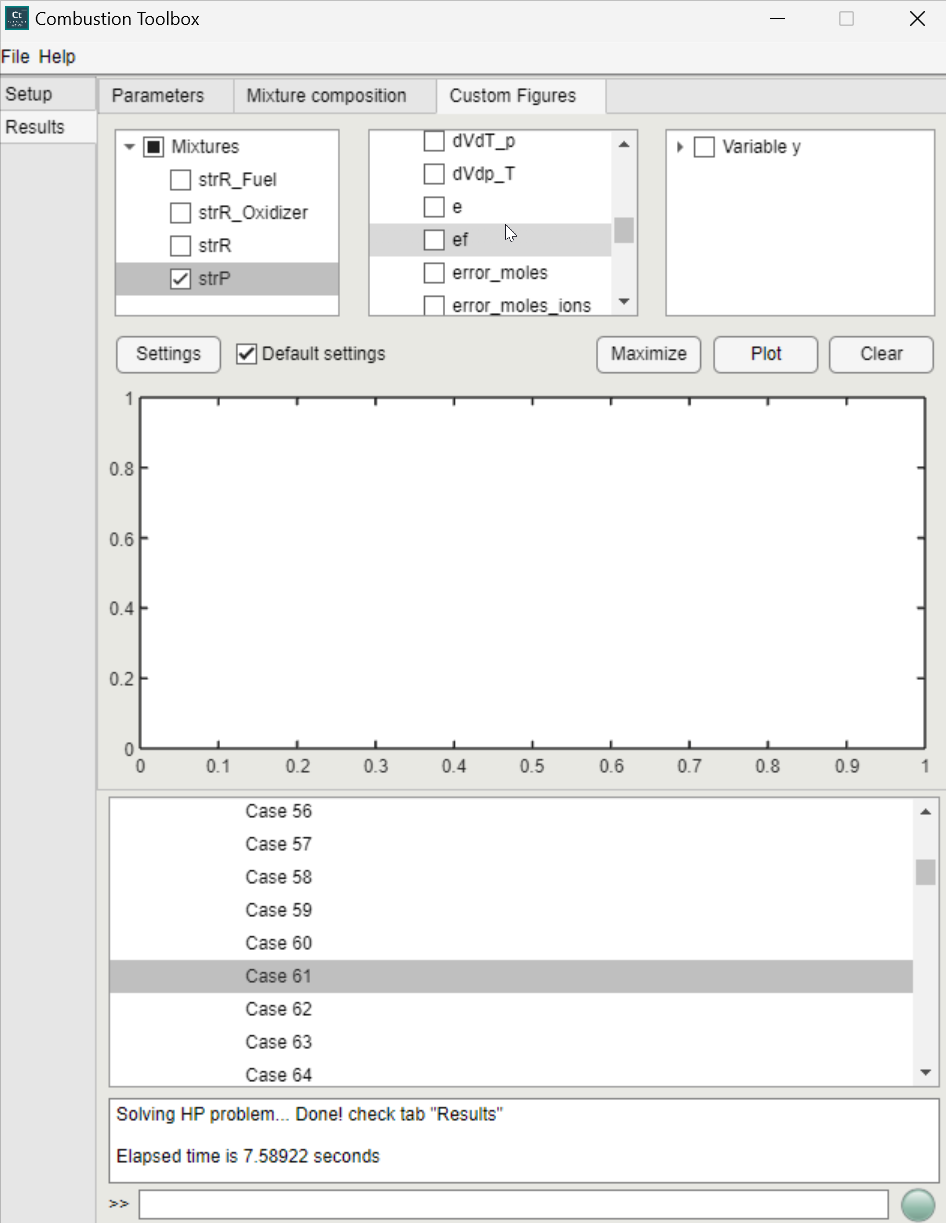 Ct
Combustion Toolbox
File Help
Setup
Results
Parameters
Mixture composition
Custom Figures
Mixtures
strR_Fuel
strR_Oxidizer
strR
strP
dVdT_p
dVdp_T
e
ef
error_moles
error_moles_ions
Variable y
Settings
Default settings
Maximize
Plot
Clear
1
0.8
0.6
0.4
0.2
0
0 0.1 0.2 0.3 0.4 0.5 0.6 0.7 0.8 0.9 1
Case 56
Case 57
Case 58
Case 59
Case 60
Case 61
Case 62
Case 63
Case 64
Solving HP problem... Done! check tab "Results"
Elapsed time is 7.58922 seconds
>>